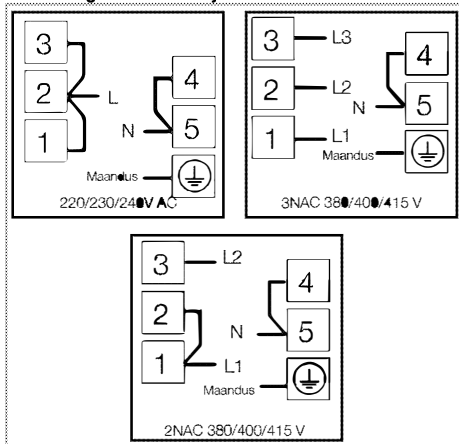 3
2 L
1
4
N 5
Maandus
220/230/240V AC
3 L3
2 L2
1 L1
4
N 5
Maandus
3NAC 380/400/415 V
3 L2
2
1 L1
4
N 5
Maandus
2NAC 380/400/415 V